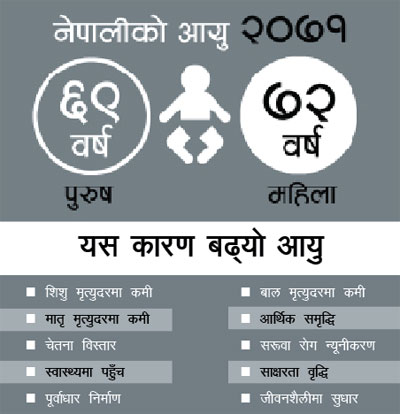 नेपालीको आयु २०७१
६९ वर्ष
पुरुष
७२ वर्ष
महिला
यस कारण बढ्यो आयु
शिशु मृत्युदरमा कमी
मातृ मृत्युदरमा कमी
चेतना विस्तार
स्वास्थ्यमा पहुँच
पूर्वाधार निर्माण
बाल मृत्युदरमा कमी
आर्थिक समृद्धि
सरूवा रोग न्यूनीकरण
साक्षरता वृद्धि
जीवनशैलीमा सुधार